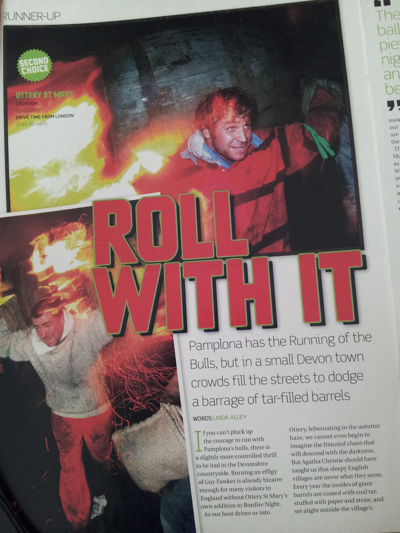 RUNNER-UP
SECOND
CHOICE
OTTERY ST MARY
LOCATION
DRIVE TIME FROM LONDON
ROLL
WITH IT
Pamplona has the Running of the
Bulls, but in a small Devon town
crowds fill the streets to dodge
a barrage of tar-filled barrels
WORDS LINDA ALLEY
If you can't pluck up
the courage to run with
Pamplona's bulls, there is
a slightly more controlled thrill
to be had in the Devonshire
countryside. Burning an effigy
of Guy Fawkes is already bizarre
enough for many visitors to
England without Ottery St Mary's
own addition to Bonfire Night.
As our host drives us into
Ottery, hibernating in the autumn
haze, we cannot even begin to
imagine the frenzied chaos that
will descend with the darkness.
But Agatha Christie should have
taught us that sleepy English
villages are never what they seem.
Every year the insides of giant
barrels are coated with coal tar,
stuffed with paper and straw, and
set alight outside the village's
"
The
ball
pie
nig
an
be
"